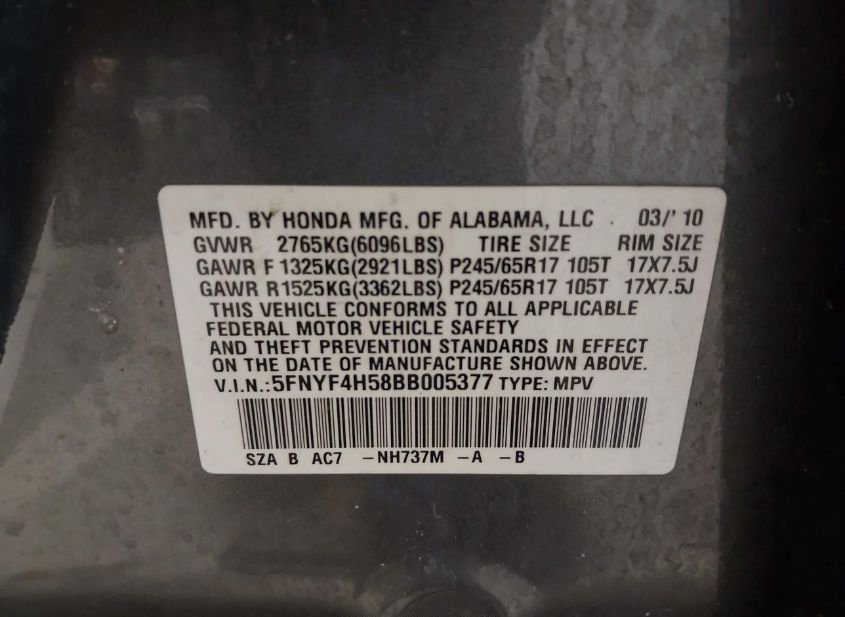 MFD. BY HONDA MFG. OF ALABAMA, LLC . 03/' 10
GVWR 2765KG(6096LBS) TIRE SIZE RIM SIZE
GAWR F 1325KG(2921LBS) P245/65R17 105T 17X7.5J
GAWR R1525KG(3362LBS) P245/65R17 105T 17X7.5J
THIS VEHICLE CONFORMS TO ALL APPLICABLE
FEDERAL MOTOR VEHICLE SAFETY
AND THEFT PREVENTION STANDARDS IN EFFECT
ON THE DATE OF MANUFACTURE SHOWN ABOVE.
V.I.N.:5FNYF4H58BB005377 TYPE: MPV
SZA B AC7 -NH737M -A -B